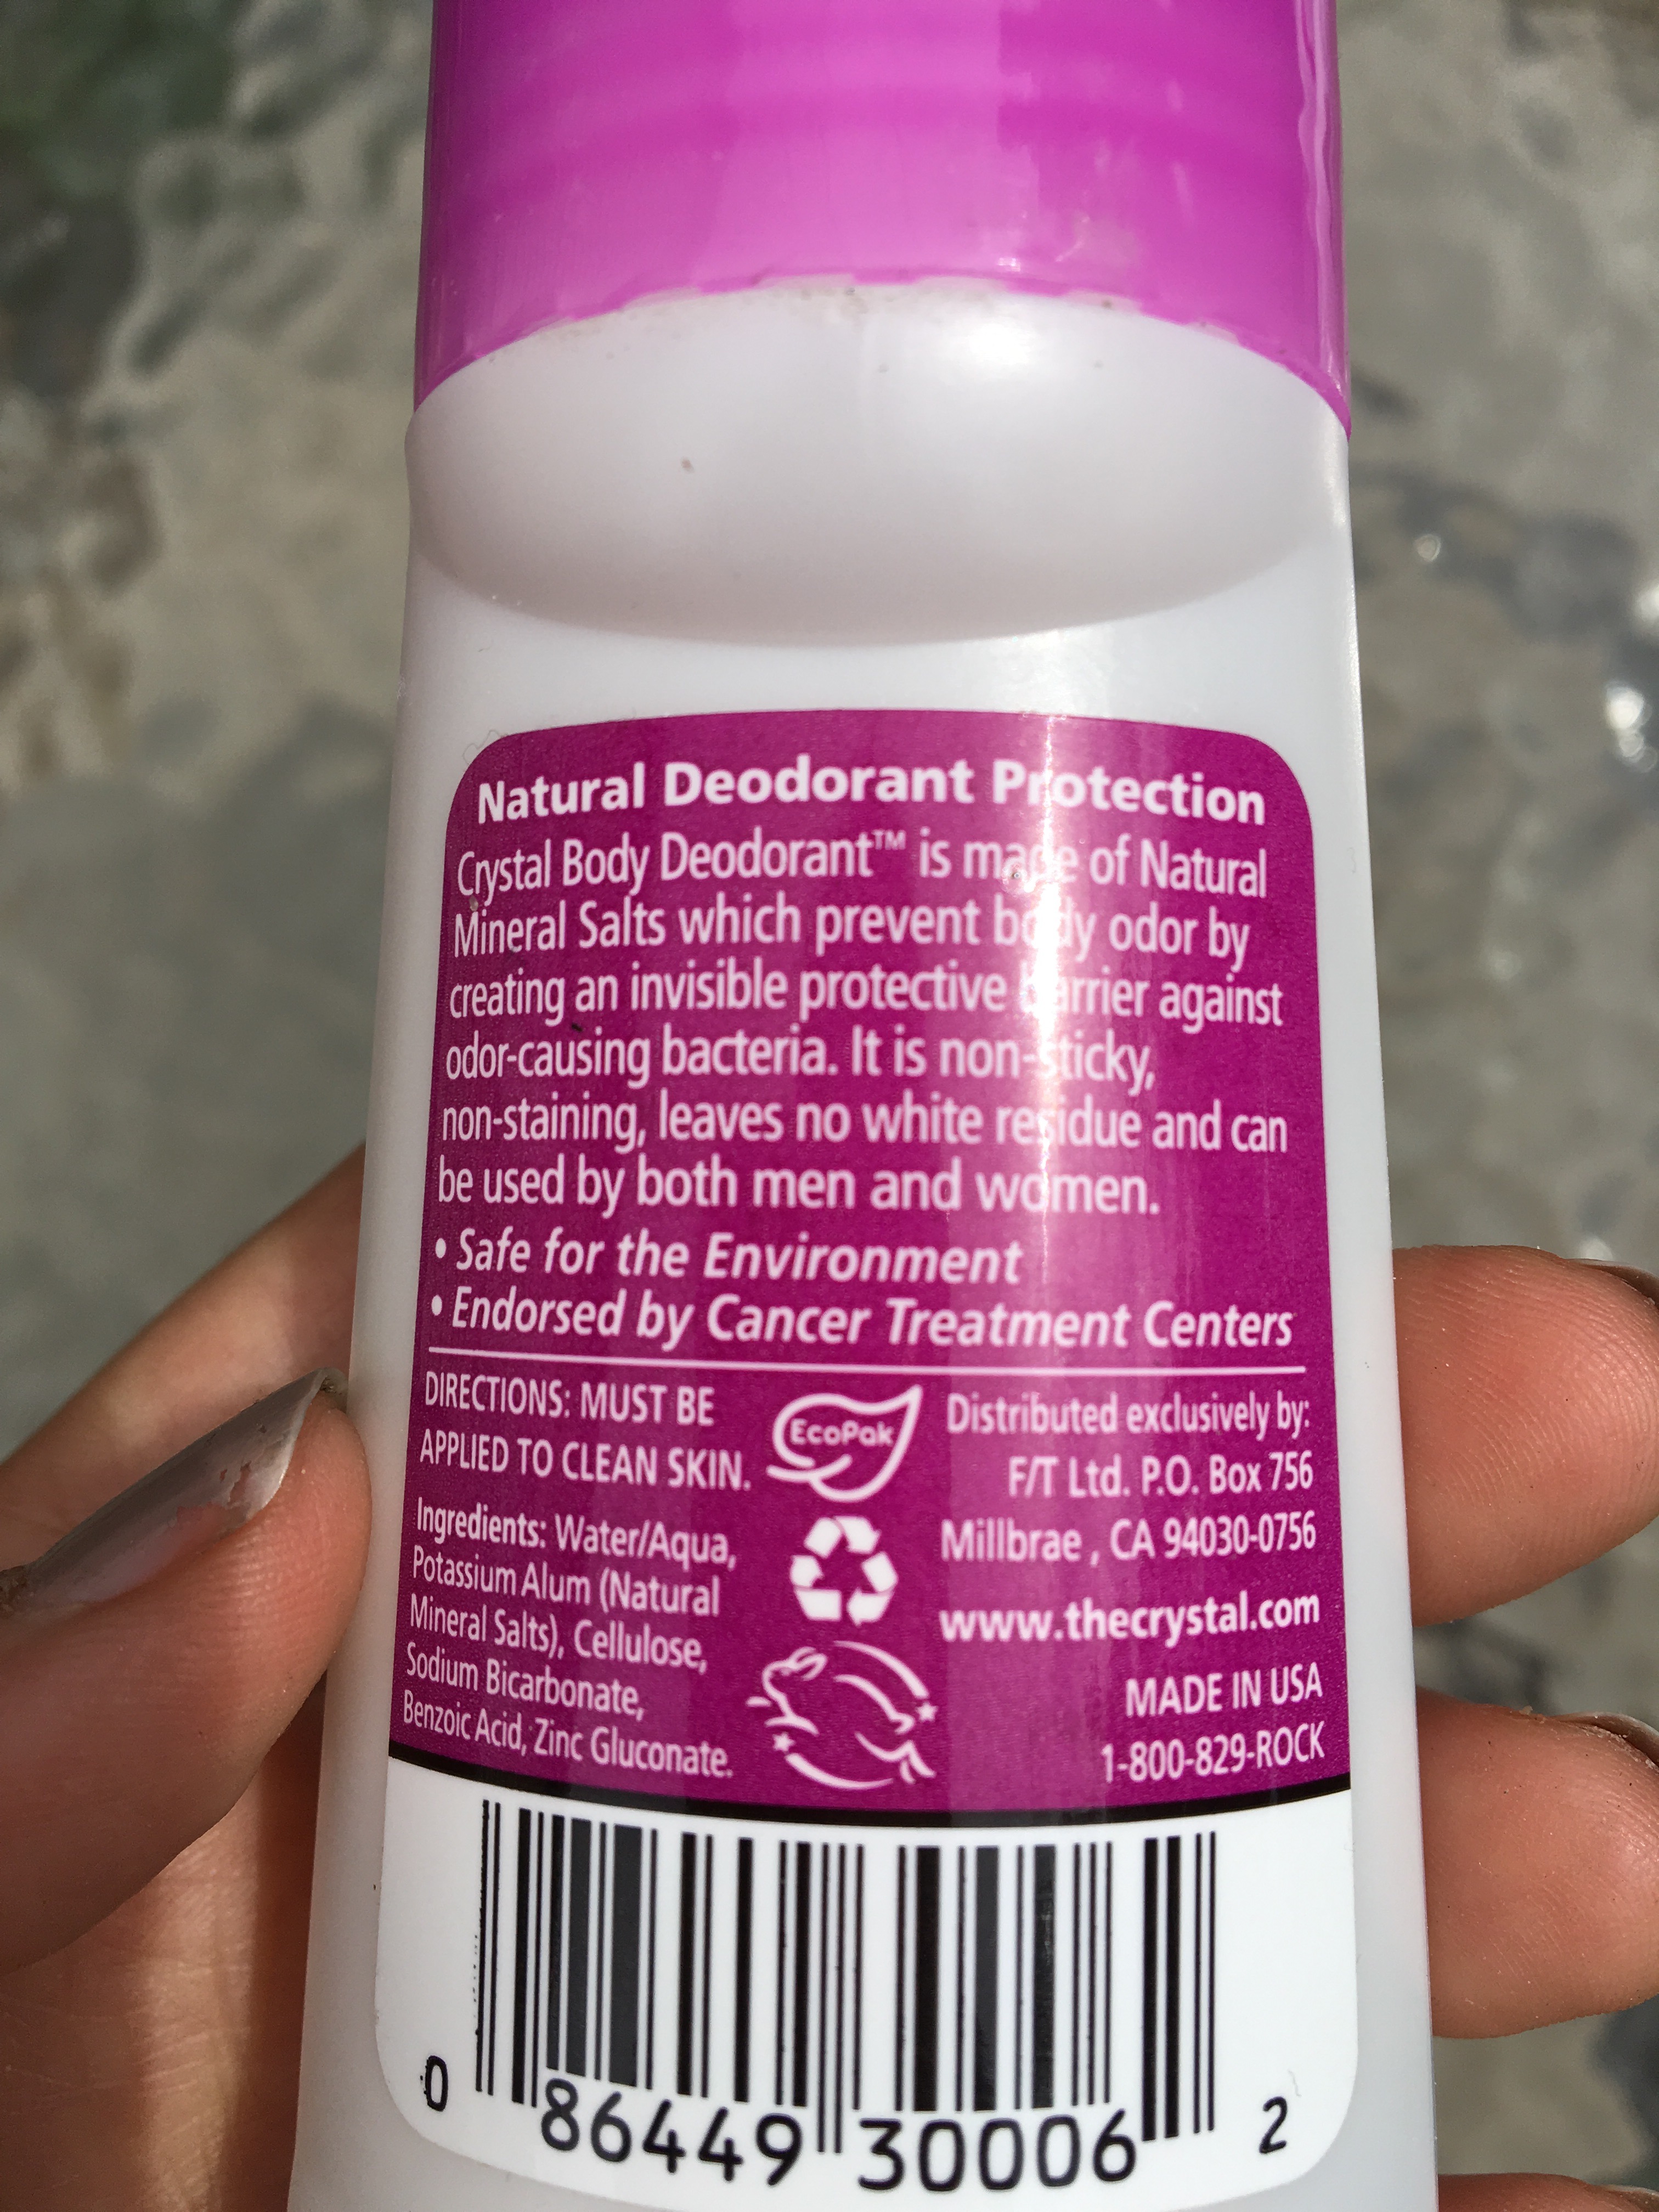 Natural Deodorant Protection
Crystal Body Deodorant™ is made of Natural
Mineral Salts which prevent body odor by
creating an invisible protective barrier against
odor-causing bacteria. It is non-sticky,
non-staining, leaves no white residue and can
be used by both men and women.
• Safe for the Environment
• Endorsed by Cancer Treatment Centers
DIRECTIONS: MUST BE
APPLIED TO CLEAN SKIN.
Ingredients: Water/Aqua,
Potassium Alum (Natural
Mineral Salts), Cellulose,
Sodium Bicarbonate,
Benzoic Acid, Zinc Gluconate.
EcoPak
Distributed exclusively by:
F/T Ltd. P.O. Box 756
Millbrae , CA 94030-0756
www.thecrystal.com
MADE IN USA
1-800-829-ROCK
0 86449 30006 2